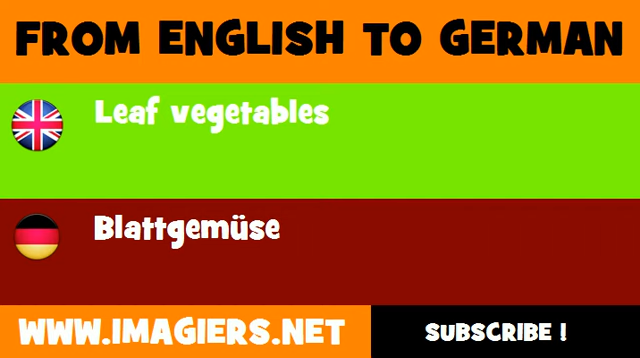 FROM ENGLISH TO GERMAN
Leaf vegetables
Blattgemüse
WWW.IMAGIERS.NET
SUBSCRIBE !